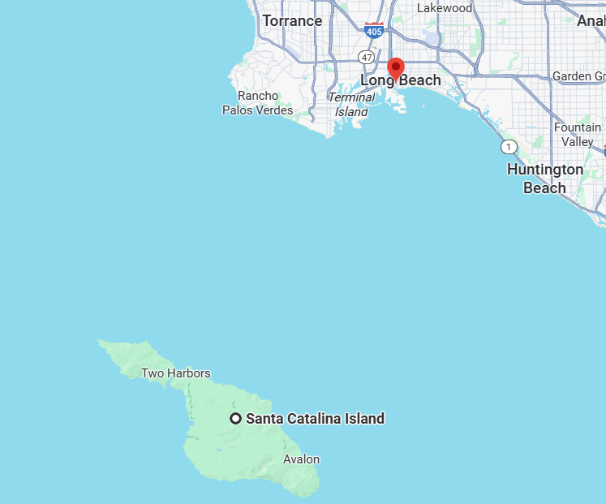 Lakewood
Torrance
Ana
405
47
Long Beach
Garden Gr
Rancho
Palos Verdes
Terminal
Island
Fountain
Valley
1
Huntington
Beach
Two Harbors
Santa Catalina Island
Avalon